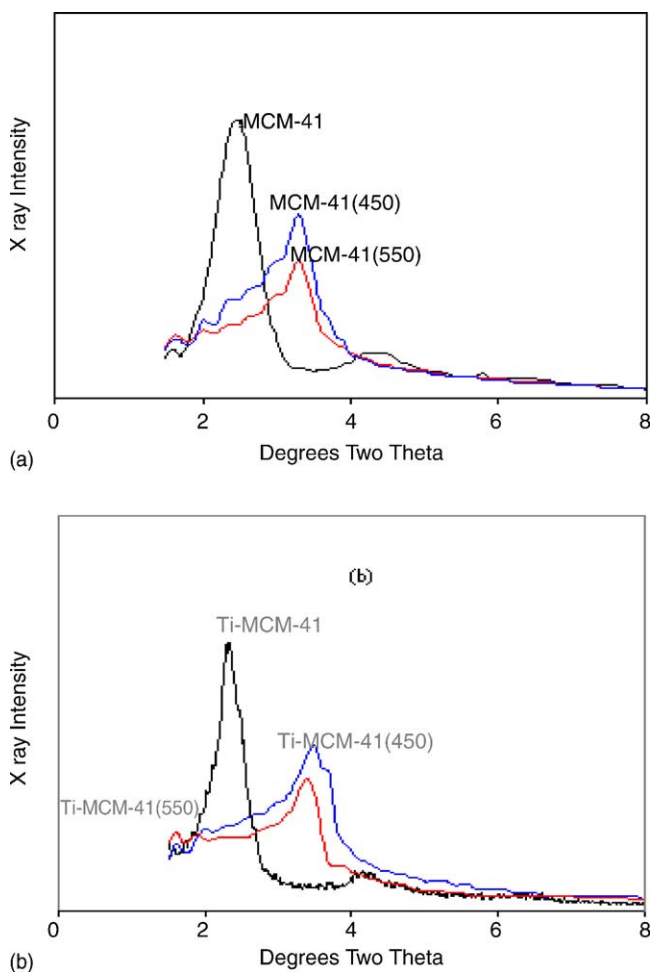 X ray Intensity
MCM-41
MCM-41(450)
MCM-41(550)
0 2 4 6 8
Degrees Two Theta
(a)
X ray Intensity
(b)
Ti-MCM-41
Ti-MCM-41(450)
Ti-MCM-41(550)
0 2 4 6 8
Degrees Two Theta
(b)